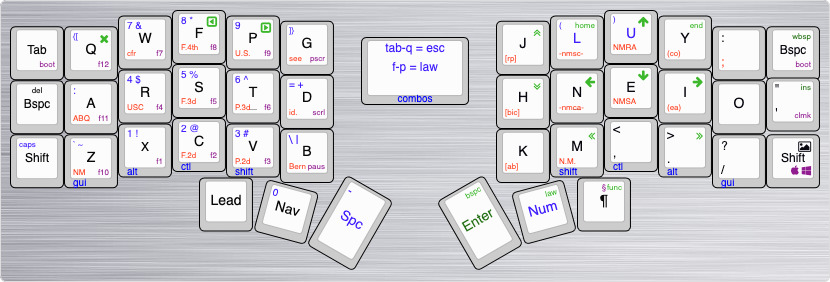 Tab
boot
{[
Q
f12
7 &
W
cfr
f7
8 *
F
F.4th
f8
9
P
U.S.
f9
]}
G
see
pscr
tab-q = esc
f-p = law
combos
J
[rp]
(
home
L
-nmsc-
)
U
NMRA
end
Y
(co)
:
;
wbsp
Bspc
boot
del
Bspc
:
A
ABQ
f11
4 $
R
USC
f4
5 %
S
F.3d
f5
6 ^
T
P.3d...
f6
= +
D
id.
scrl
H
[bic]
N
-nmca-
E
NMSA
I
(ea)
O
"
ins
'
clmk
caps
Shift
` ~
Z
NM
f10
gui
1 !
X
f1
alt
2 @
C
F.2d
f2
ctl
3 #
V
P.2d
f3
shift
\ |
B
Bern
paus
K
[ab]
M
N.M.
shift
<
,
ctl
>
.
alt
?
/
gui
Shift
Lead
0
Nav
-
Spc
bspc
Enter
law
Num
§
func
¶